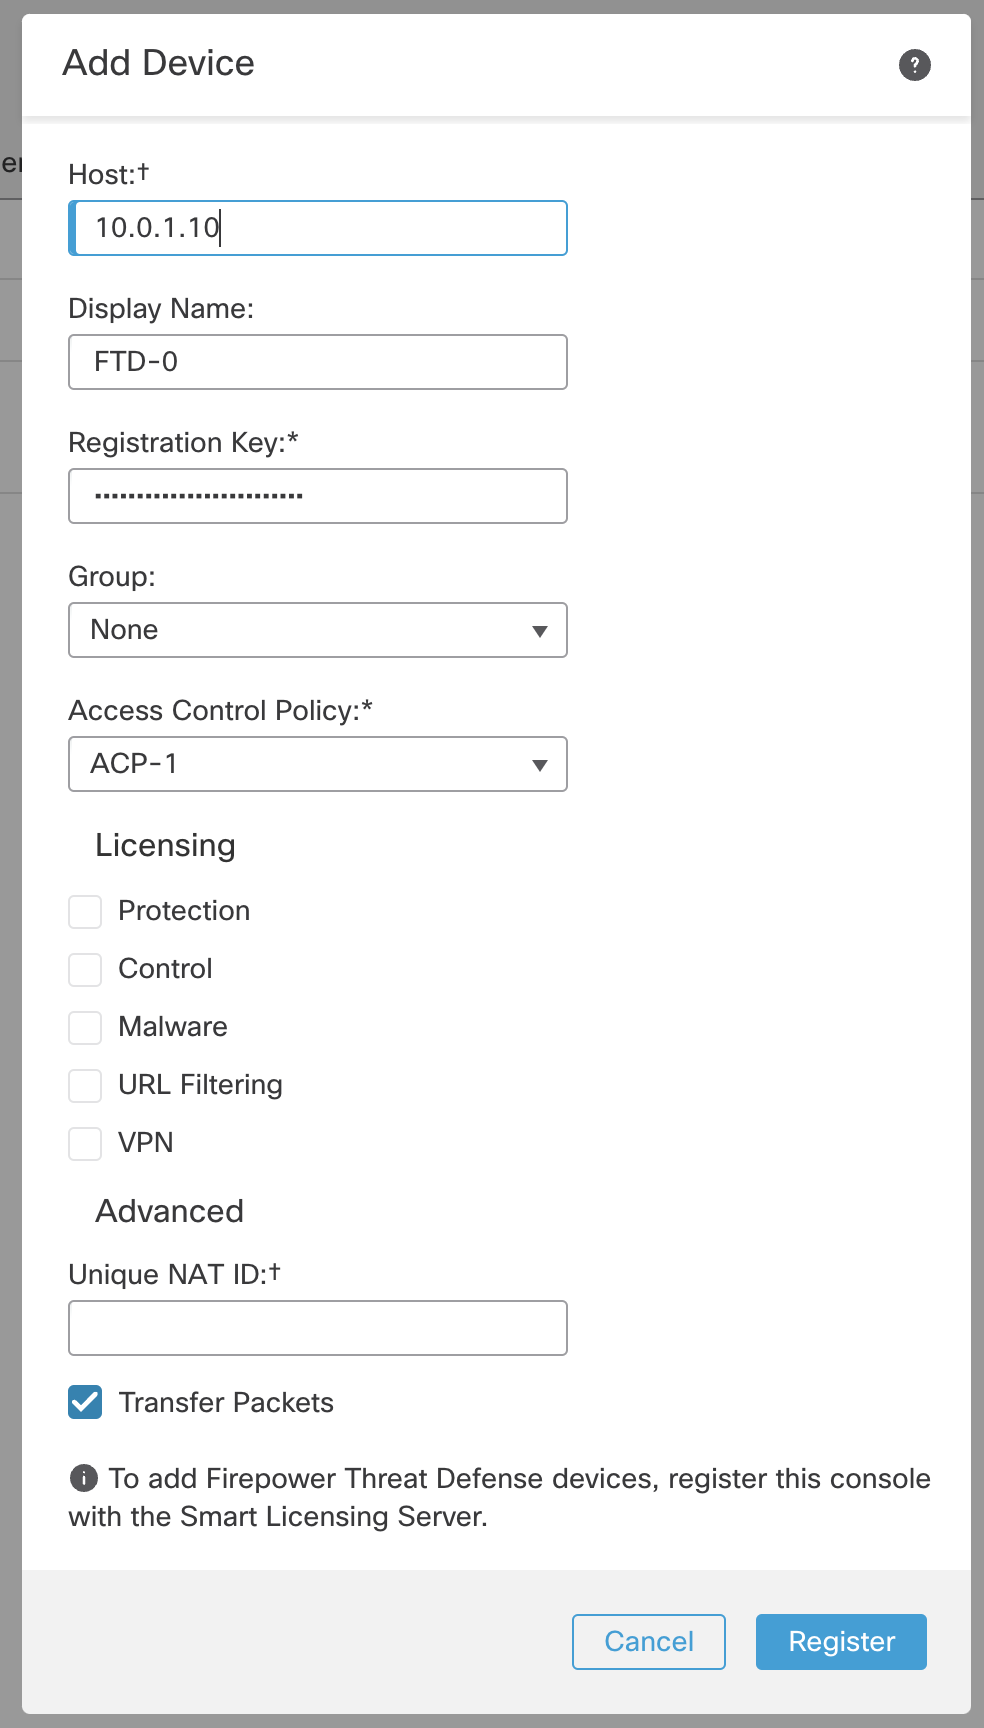 Add Device
?
er
Host:†
10.0.1.10
Display Name:
FTD-0
Registration Key:*
▪▪▪▪▪▪▪▪▪▪▪▪▪▪▪▪▪▪▪▪▪▪▪▪▪
Group:
None
Access Control Policy:*
ACP-1
Licensing
Protection
Control
Malware
URL Filtering
VPN
Advanced
Unique NAT ID:†
Transfer Packets
To add Firepower Threat Defense devices, register this console
with the Smart Licensing Server.
Cancel
Register